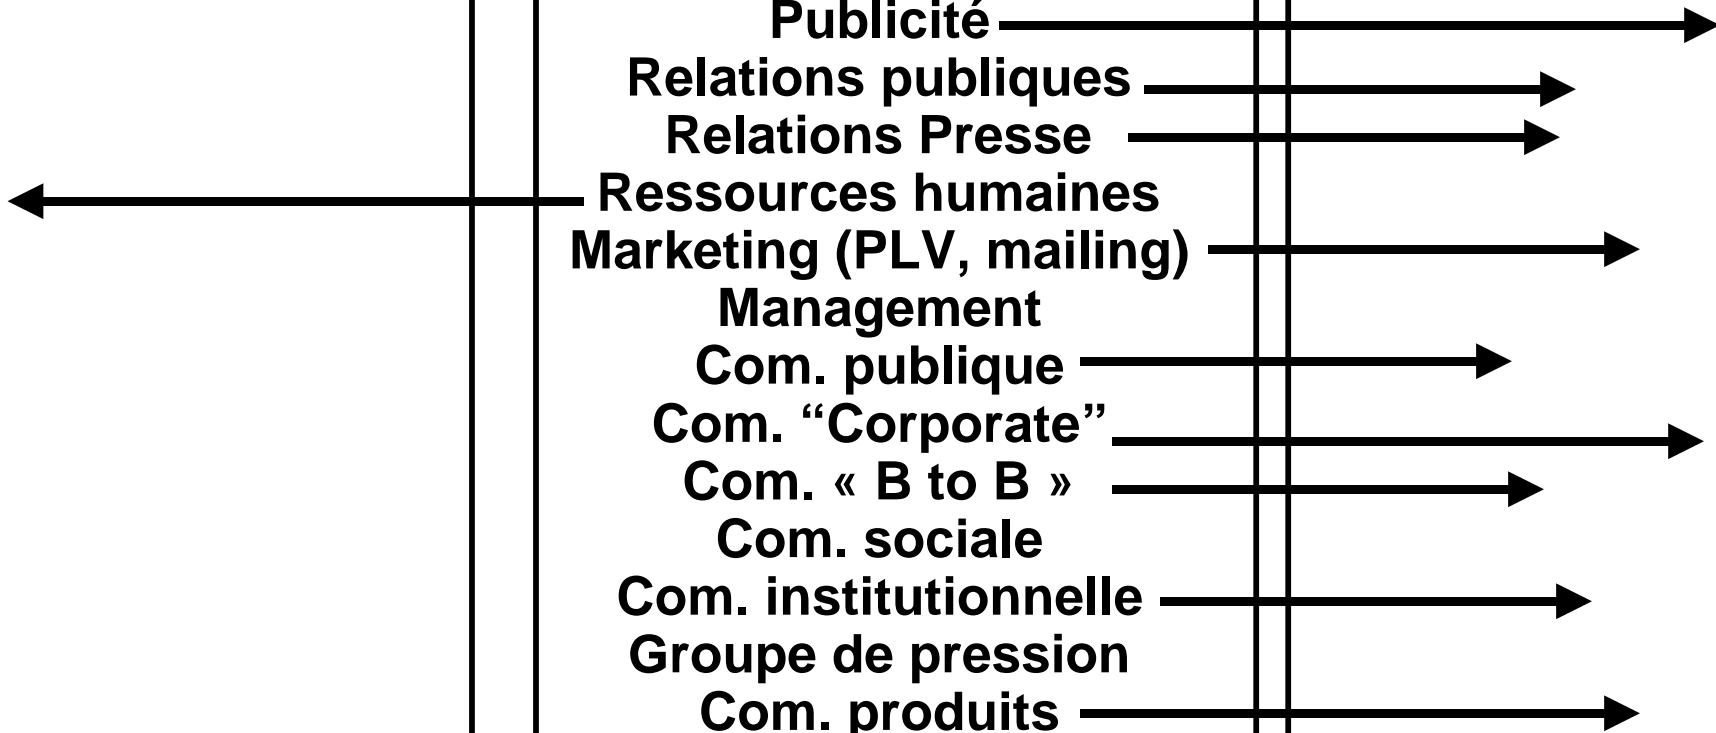 Publicité
Relations publiques
Relations Presse
Ressources humaines
Marketing (PLV, mailing)
Management
Com. publique
Com. “Corporate”
Com. « B to B »
Com. sociale
Com. institutionnelle
Groupe de pression
Com. produits